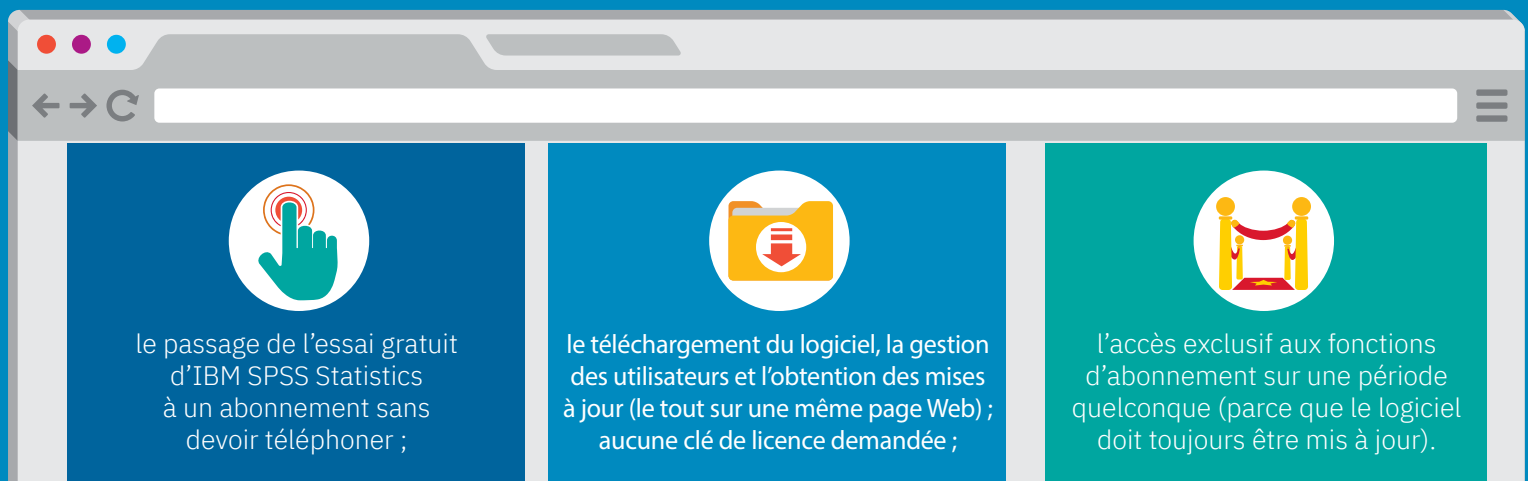 le passage de l’essai gratuit
d’IBM SPSS Statistics
à un abonnement sans
devoir téléphoner ;
le téléchargement du logiciel, la gestion
des utilisateurs et l’obtention des mises
à jour (le tout sur une même page Web) ;
aucune clé de licence demandée ;
l’accès exclusif aux fonctions
d’abonnement sur une période
quelconque (parce que le logiciel
doit toujours être mis à jour).